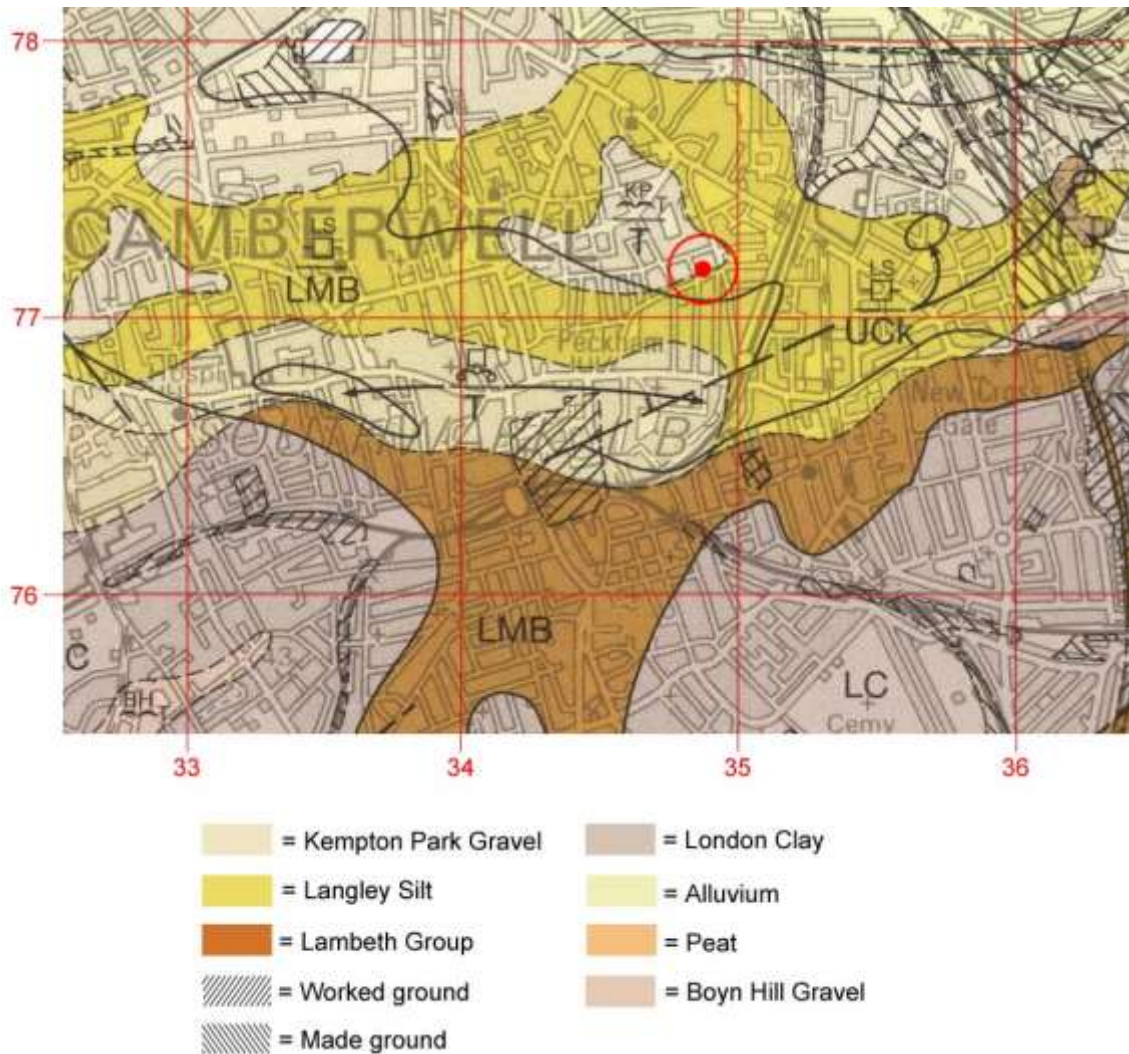 78
KP
T
T
CAMBERWELL
LS
LMB
LS
77
UCk
Peckham
T
New Cross
Gate
76
LMB
C
LC
BH
Cemy
33 34 35 36
= Kempton Park Gravel = London Clay
= Langley Silt = Alluvium
= Lambeth Group = Peat
= Worked ground = Boyn Hill Gravel
= Made ground